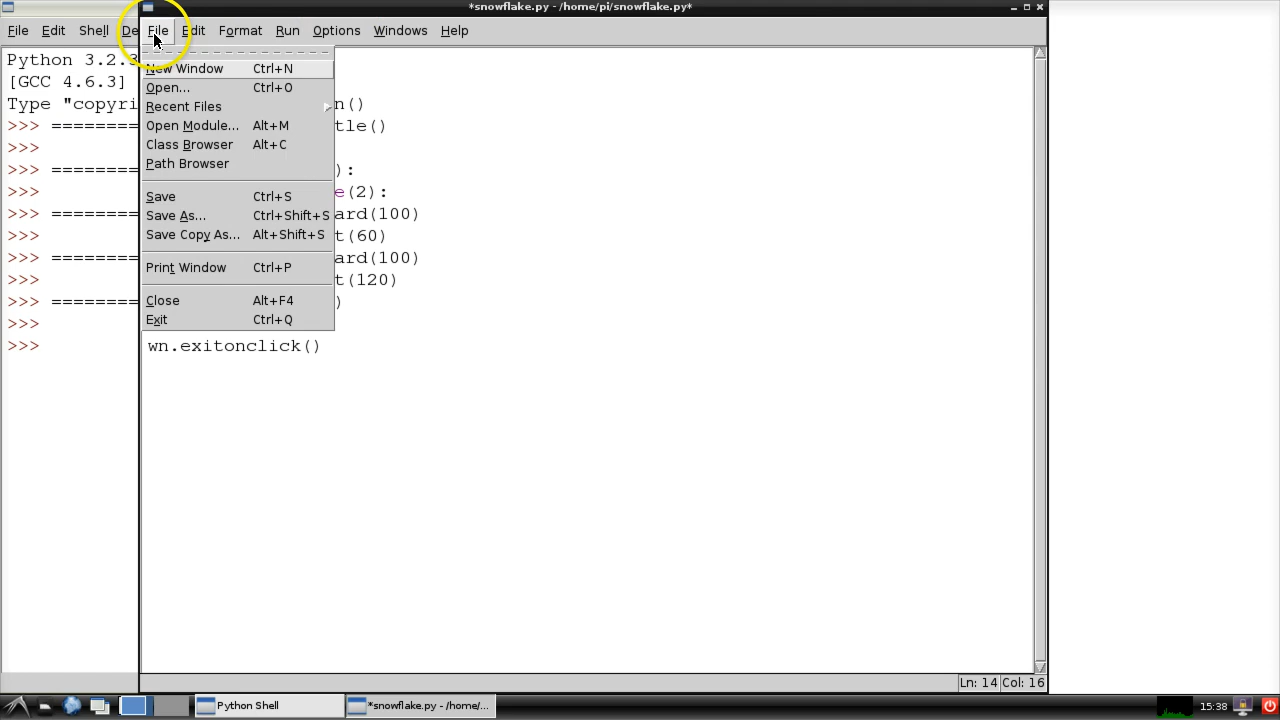 *snowflake.py - /home/pi/snowflake.py*
File Edit Shell De
File Edit Format Run Options Windows Help
Python 3.2.3
[GCC 4.6.3]
Type "copyri
>>> ========
>>>
>>> ========
>>> ========
>>> ========
>>>
>>> ========
>>>
>>> ========
>>>
>>>
New Window Ctrl+N
Open... Ctrl+O
Recent Files
Open Module... Alt+M
Class Browser Alt+C
Path Browser
Save Ctrl+S
Save As... Ctrl+Shift+S
Save Copy As... Alt+Shift+S
Print Window Ctrl+P
Close Alt+F4
Exit Ctrl+Q
n()
tle()
):
e(2):
ard(100)
t(60)
ard(100)
t(120)
)
wn.exitonclick()
Ln: 14 Col: 16
Python Shell
*snowflake.py - /home/...
15:38